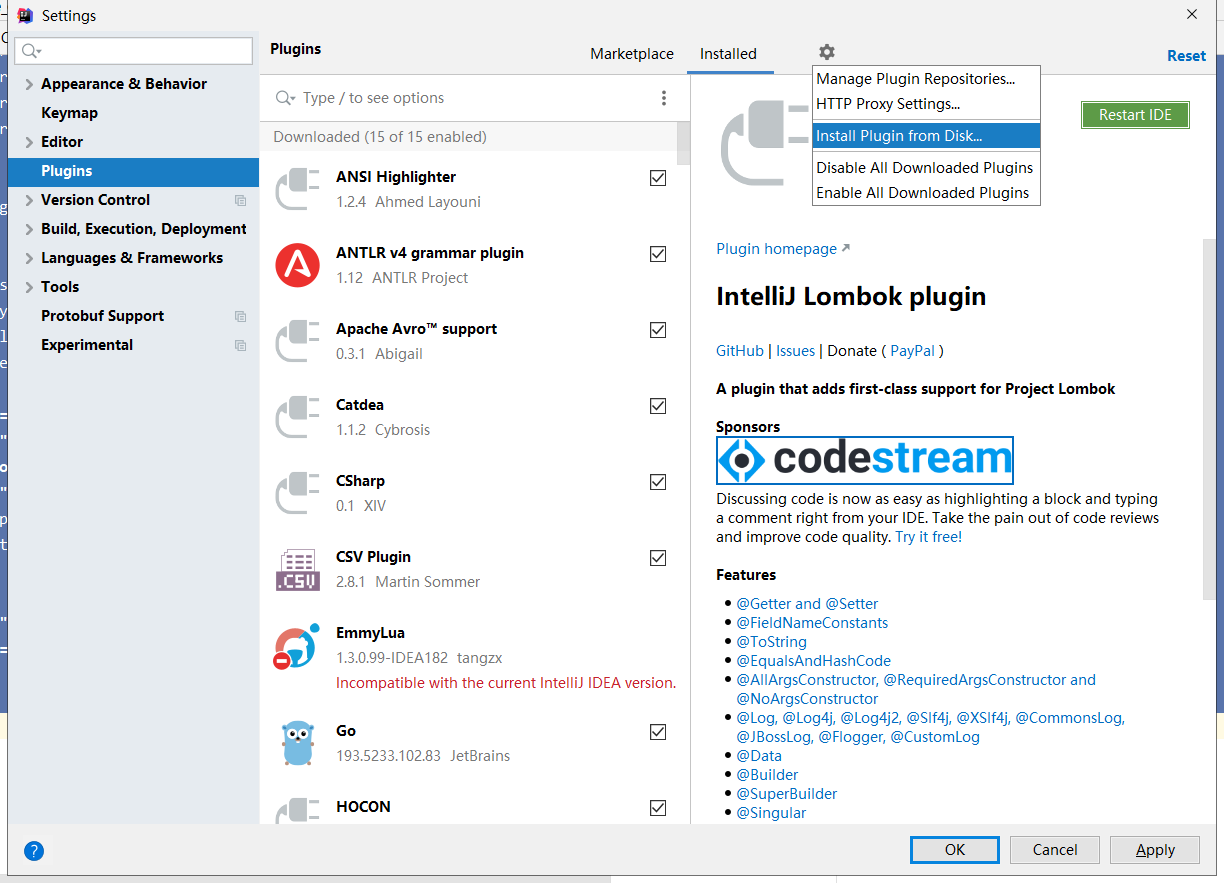 Settings
Plugins
Marketplace
Installed
Reset
Appearance & Behavior
Keymap
Editor
Plugins
Version Control
Build, Execution, Deployment
Languages & Frameworks
Tools
Protobuf Support
Experimental
Type / to see options
Downloaded (15 of 15 enabled)
ANSI Highlighter
1.2.4 Ahmed Layouni
ANTLR v4 grammar plugin
1.12 ANTLR Project
Apache Avro™ support
0.3.1 Abigail
Catdea
1.1.2 Cybrosis
CSharp
0.1 XIV
CSV Plugin
.CSV
2.8.1 Martin Sommer
EmmyLua
1.3.0.99-IDEA182 tangzx
Incompatible with the current IntelliJ IDEA version.
Go
193.5233.102.83 JetBrains
HOCON
Manage Plugin Repositories...
HTTP Proxy Settings...
Install Plugin from Disk...
Disable All Downloaded Plugins
Enable All Downloaded Plugins
Restart IDE
Plugin homepage
IntelliJ Lombok plugin
GitHub | Issues | Donate ( PayPal )
A plugin that adds first-class support for Project Lombok
Sponsors
codestream
Discussing code is now as easy as highlighting a block and typing
a comment right from your IDE. Take the pain out of code reviews
and improve code quality. Try it free!
Features
@Getter and @Setter
@FieldNameConstants
@ToString
@EqualsAndHashCode
@AllArgsConstructor, @RequiredArgsConstructor and
@NoArgsConstructor
@Log, @Log4j, @Log4j2, @Slf4j, @XSlf4j, @CommonsLog,
@JBossLog, @Flogger, @CustomLog
@Data
@Builder
@SuperBuilder
@Singular
?
OK
Cancel
Apply